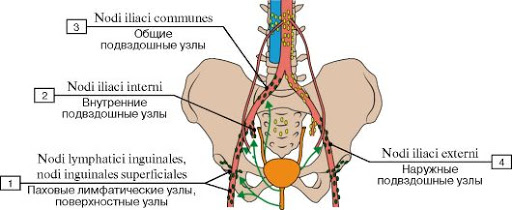 3
Nodi iliaci communes
Общие
подвздошные узлы
2
Nodi iliaci interni
Внутренние
подвздошные узлы
1
Nodi lymphatici inguinales,
nodi inguinales superficiales
Паховые лимфатические узлы,
поверхностные узлы
Nodi iliaci externi
4
Наружные
подвздошные узлы